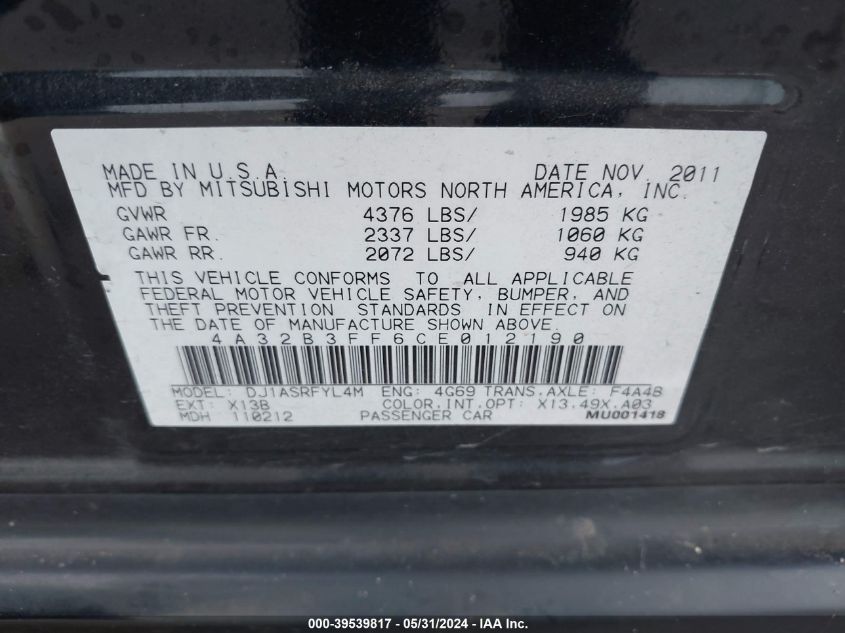 MADE IN U.S.A. DATE NOV. 2011
MFD BY MITSUBISHI MOTORS NORTH AMERICA, INC.
GVWR 4376 LBS/ 1985 KG
GAWR FR. 2337 LBS/ 1060 KG
GAWR RR. 2072 LBS/ 940 KG
THIS VEHICLE CONFORMS TO ALL APPLICABLE
FEDERAL MOTOR VEHICLE SAFETY, BUMPER, AND
THEFT PREVENTION STANDARDS IN EFFECT ON
THE DATE OF MANUFACTURE SHOWN ABOVE.
4A32B3FF6CE012190
MODEL: DJ1ASRFYL4M ENG: 4G69 TRANS.AXLE: F4A4B
EXT: X13B COLOR.INT.OPT: X13.49X.A03
MDH 110212 PASSENGER CAR MU001418
000-39539817 - 05/31/2024 - IAA Inc.